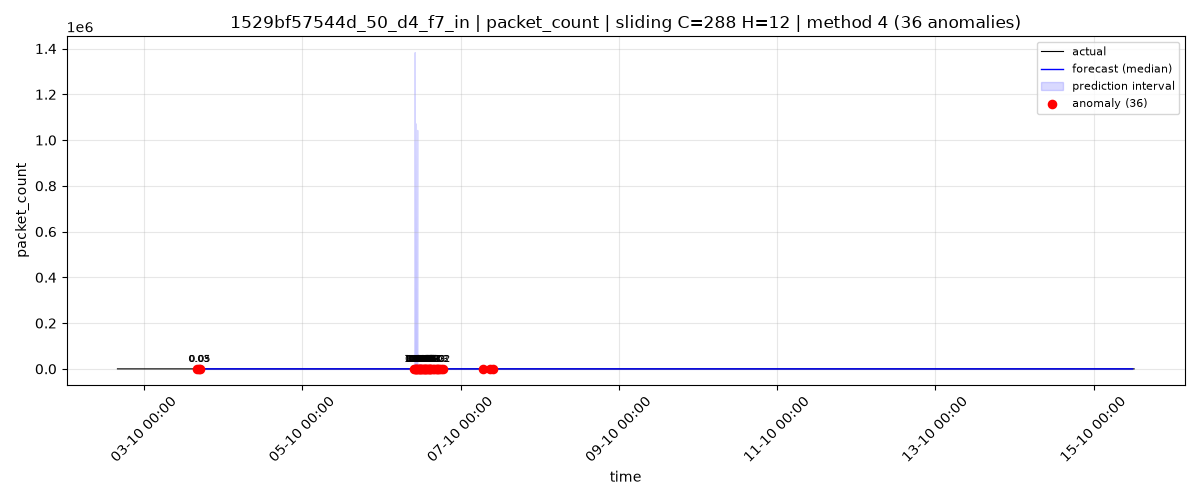 1529bf57544d_50_d4_f7_in | packet_count | sliding C=288 H=12 | method 4 (36 anomalies)
1e6
1.4
1.2
1.0
0.8
0.6
0.4
0.2
0.0
packet_count
actual
forecast (median)
prediction interval
anomaly (36)
03-10 00:00
05-10 00:00
07-10 00:00
09-10 00:00
11-10 00:00
13-10 00:00
15-10 00:00
time